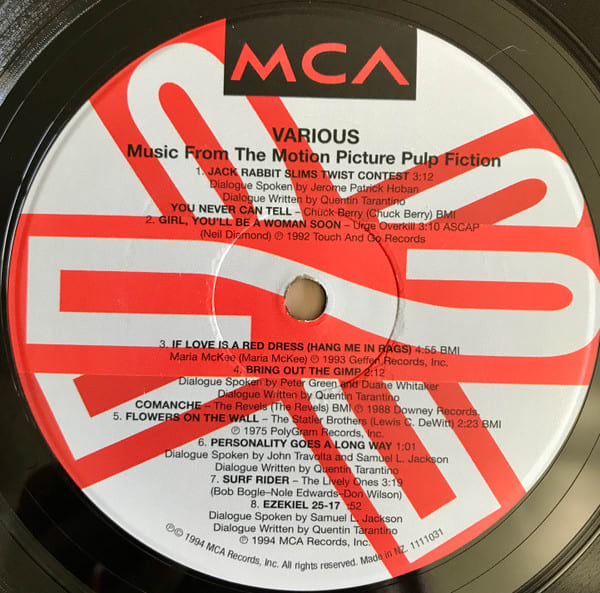 MCA
VARIOUS
Music From The Motion Picture Pulp Fiction
1. JACK RABBIT SLIMS TWIST CONTEST 3:12
Dialogue Spoken by Jerome Patrick Hoban
Dialogue Written by Quentin Tarantino
YOU NEVER CAN TELL – Chuck Berry (Chuck Berry) BMI
2. GIRL, YOU'LL BE A WOMAN SOON – Urge Overkill 3:10 ASCAP
(Neil Diamond) ℗ 1992 Touch And Go Records
3. IF LOVE IS A RED DRESS (HANG ME IN RAGS) 4:55 BMI
Maria McKee (Maria McKee) ℗ 1993 Geffen Records, Inc.
4. BRING OUT THE GIMP 2:12
Dialogue Spoken by Peter Green and Duane Whitaker
Dialogue Written by Quentin Tarantino
COMANCHE – The Revels (The Revels) BMI ℗ 1988 Downey Records.
5. FLOWERS ON THE WALL – The Statler Brothers (Lewis C. DeWitt) 2:23 BMI
℗ 1975 PolyGram Records, Inc.
6. PERSONALITY GOES A LONG WAY 1:01
Dialogue Spoken by John Travolta and Samuel L. Jackson
Dialogue Written by Quentin Tarantino
7. SURF RIDER – The Lively Ones 3:19
(Bob Bogle–Nole Edwards-Don Wilson)
8. EZEKIEL 25-17 :52
Dialogue Spoken by Samuel L. Jackson
Dialogue Written by Quentin Tarantino
℗ 1994 MCA Records, Inc.
℗© 1994 MCA Records, Inc. All rights reserved. Made in NZ. 1111031